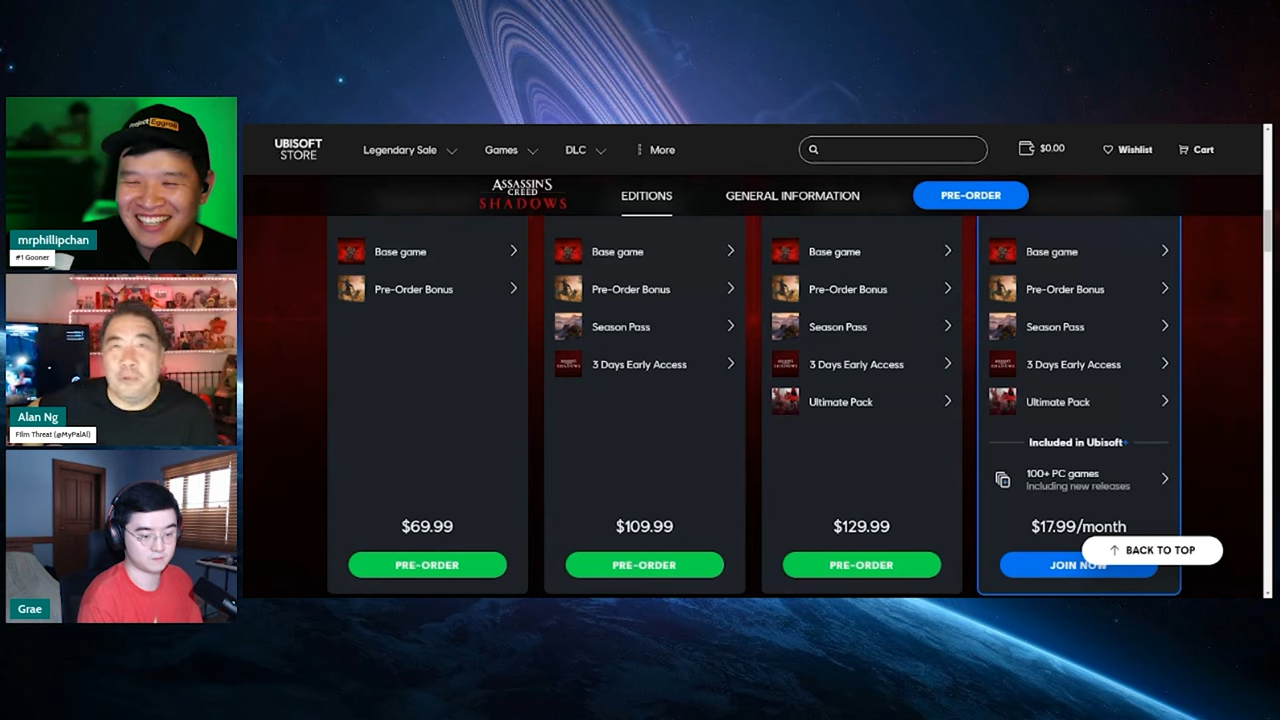 Project Eggroll
mrphillipchan
#1 Gooner
Alan Ng
Film Threat (@MyPalAl)
Grae
UBISOFT
STORE
Legendary Sale
Games
DLC
More
$0.00
Wishlist
Cart
ASSASSIN'S
CREED
SHADOWS
EDITIONS
GENERAL INFORMATION
PRE-ORDER
Base game
Pre-Order Bonus
$69.99
PRE-ORDER
Base game
Pre-Order Bonus
Season Pass
3 Days Early Access
$109.99
PRE-ORDER
Base game
Pre-Order Bonus
Season Pass
3 Days Early Access
Ultimate Pack
$129.99
PRE-ORDER
Base game
Pre-Order Bonus
Season Pass
3 Days Early Access
Ultimate Pack
Included in Ubisoft+
100+ PC games
Including new releases
$17.99/month
JOIN NOW
BACK TO TOP